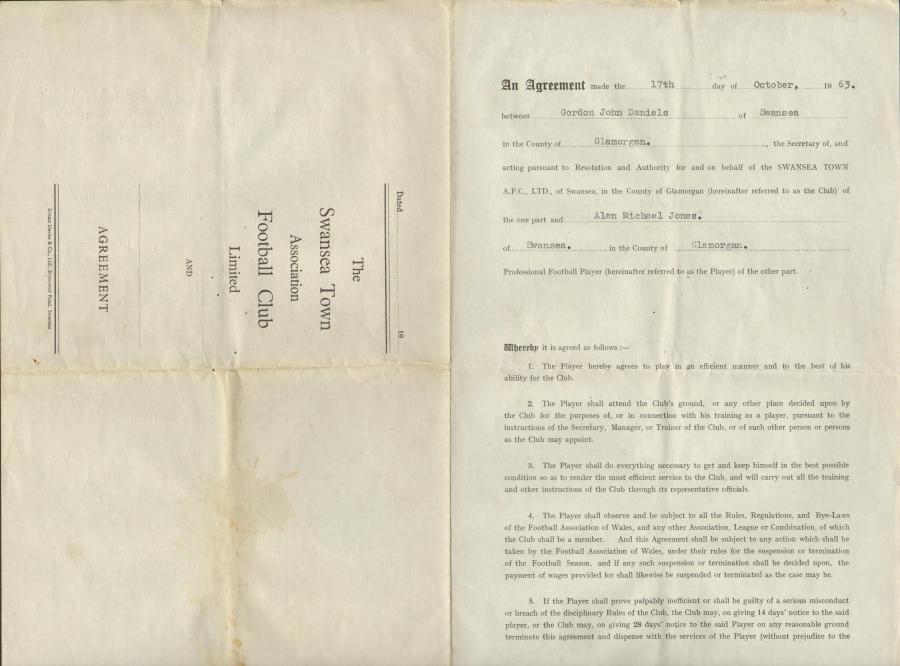 Dated 19
The
Swansea Town
Association
Football Club
Limited
AND
AGREEMENT
Ernest Davies & Co., Ltd., Brynymor Road, Swansea
An Agreement made the 17th day of October, 19 63.
between Gordon John Daniels of Swansea
in the County of Glamorgan. , the Secretary of, and
acting pursuant to Resolution and Authority for and on behalf of the SWANSEA TOWN
A.F.C., LTD., of Swansea, in the County of Glamorgan (hereinafter referred to as the Club) of
the one part and Alan Michael Jones.
of Swansea. , in the County of Glamorgan.
Professional Football Player (hereinafter referred to as the Player) of the other part.
Whereby it is agreed as follows :—
1. The Player hereby agrees to play in an efficient manner and to the best of his
ability for the Club.
2. The Player shall attend the Club's ground, or any other place decided upon by
the Club for the purposes of, or in connection with his training as a player, pursuant to the
instructions of the Secretary, Manager, or Trainer of the Club, or of such other person or persons
as the Club may appoint.
3. The Player shall do everything necessary to get and keep himself in the best possible
condition so as to render the most efficient service to the Club, and will carry out all the training
and other instructions of the Club through its representative officials.
4. The Player shall observe and be subject to all the Rules, Regulations, and Bye-Laws
of the Football Association of Wales, and any other Association, League or Combination, of which
the Club shall be a member. And this Agreement shall be subject to any action which shall be
taken by the Football Association of Wales, under their rules for the suspension or termination
of the Football Season, and if any such suspension or termination shall be decided upon, the
payment of wages provided for shall likewise be suspended or terminated as the case may be.
5. If the Player shall prove palpably inefficient or shall be guilty of a serious misconduct
or breach of the disciplinary Rules of the Club, the Club may, on giving 14 days' notice to the said
player, or the Club may, on giving 28 days' notice to the said Player on any reasonable ground
terminate this agreement and dispense with the services of the Player (without prejudice to the